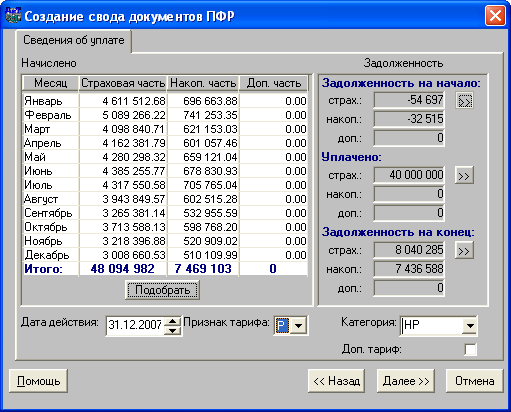 Создание свода документов ПФР
Сведения об уплате
Начислено
Месяц Страховая часть Накоп. часть Доп. часть
Январь 4 611 512.68 696 663.88 0.00
Февраль 5 089 266.22 741 253.35 0.00
Март 4 098 840.71 621 153.03 0.00
Апрель 4 162 381.79 601 057.46 0.00
Май 4 280 298.32 659 121.04 0.00
Июнь 4 385 255.77 678 830.93 0.00
Июль 4 317 550.58 705 765.04 0.00
Август 3 943 849.57 602 515.28 0.00
Сентябрь 3 265 381.14 532 955.59 0.00
Октябрь 3 713 588.13 598 768.20 0.00
Ноябрь 3 218 396.88 520 909.02 0.00
Декабрь 3 008 660.53 510 109.99 0.00
Итого: 48 094 982 7 469 103 0
Подобрать
Задолженность
Задолженность на начало:
страх.: -54 697 >>
накоп.: -32 515
доп.: 0
Уплачено:
страх.: 40 000 000 >>
накоп.: 0
доп.: 0
Задолженность на конец:
страх.: 8 040 285 >>
накоп.: 7 436 588
доп.: 0
Дата действия: 31.12.2007 Признак тарифа: Р Категория: НР
Доп. тариф:
Помощь << Назад Далее >> Отмена